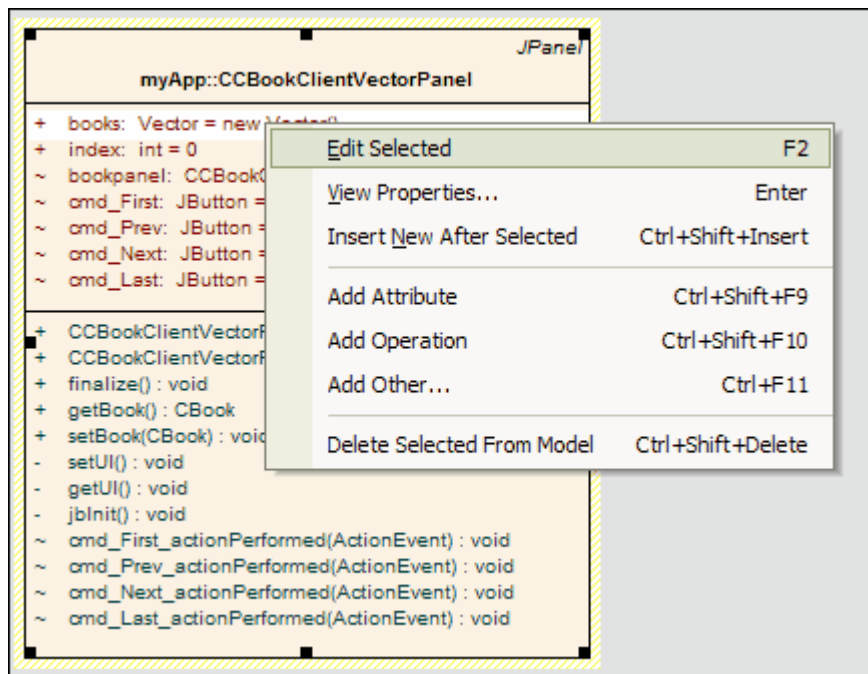 JPanel
myApp::CCBookClientVectorPanel
+ books: Vector = new Vector()
+ index: int = 0
~ bookpanel: CCBookC
~ cmd_First: JButton =
~ cmd_Prev: JButton =
~ cmd_Next: JButton =
~ cmd_Last: JButton =
Edit Selected F2
View Properties... Enter
Insert New After Selected Ctrl+Shift+Insert
Add Attribute Ctrl+Shift+F9
Add Operation Ctrl+Shift+F10
Add Other... Ctrl+F11
Delete Selected From Model Ctrl+Shift+Delete
+ CCBookClientVectorP
+ CCBookClientVectorP
+ finalize() : void
+ getBook() : CBook
+ setBook(CBook) : void
- setUI() : void
- getUI() : void
- jbInit() : void
~ cmd_First_actionPerformed(ActionEvent) : void
~ cmd_Prev_actionPerformed(ActionEvent) : void
~ cmd_Next_actionPerformed(ActionEvent) : void
~ cmd_Last_actionPerformed(ActionEvent) : void